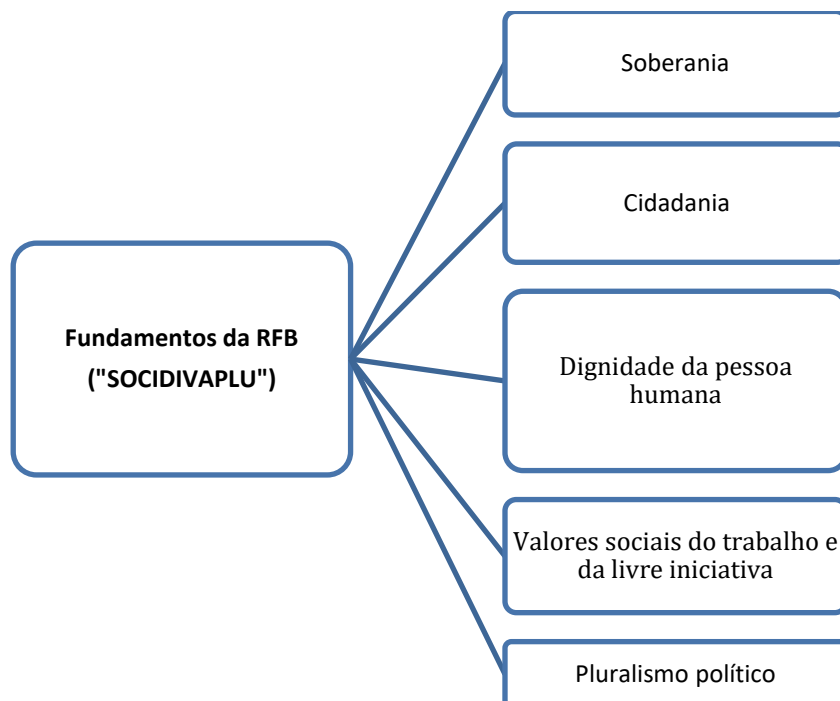 Soberania
Cidadania
Fundamentos da RFB
("SOCIDIVAPLU")
Dignidade da pessoa
humana
Valores sociais do trabalho e
da livre iniciativa
Pluralismo político